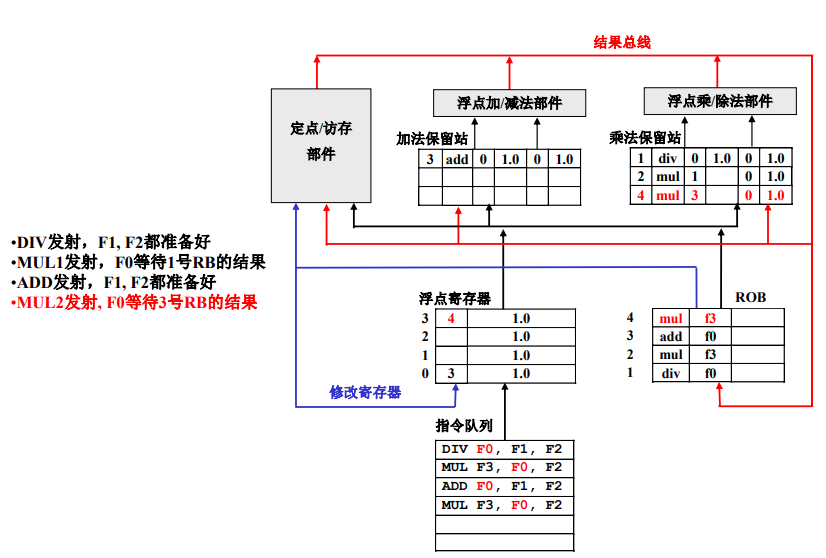 结果总线
定点/访存
部件
浮点加/减法部件
浮点乘/除法部件
加法保留站
乘法保留站
3 add 0 1.0 0 1.0
1 div 0 1.0 0 1.0
2 mul 1 0 1.0
4 mul 3 0 1.0
•DIV发射，F1, F2都准备好
•MUL1发射，F0等待1号RB的结果
•ADD发射，F1, F2都准备好
•MUL2发射, F0等待3号RB的结果
浮点寄存器
3 4 1.0
2 1.0
1 1.0
0 3 1.0
ROB
4 mul f3
3 add f0
2 mul f3
1 div f0
修改寄存器
指令队列
DIV F0, F1, F2
MUL F3, F0, F2
ADD F0, F1, F2
MUL F3, F0, F2